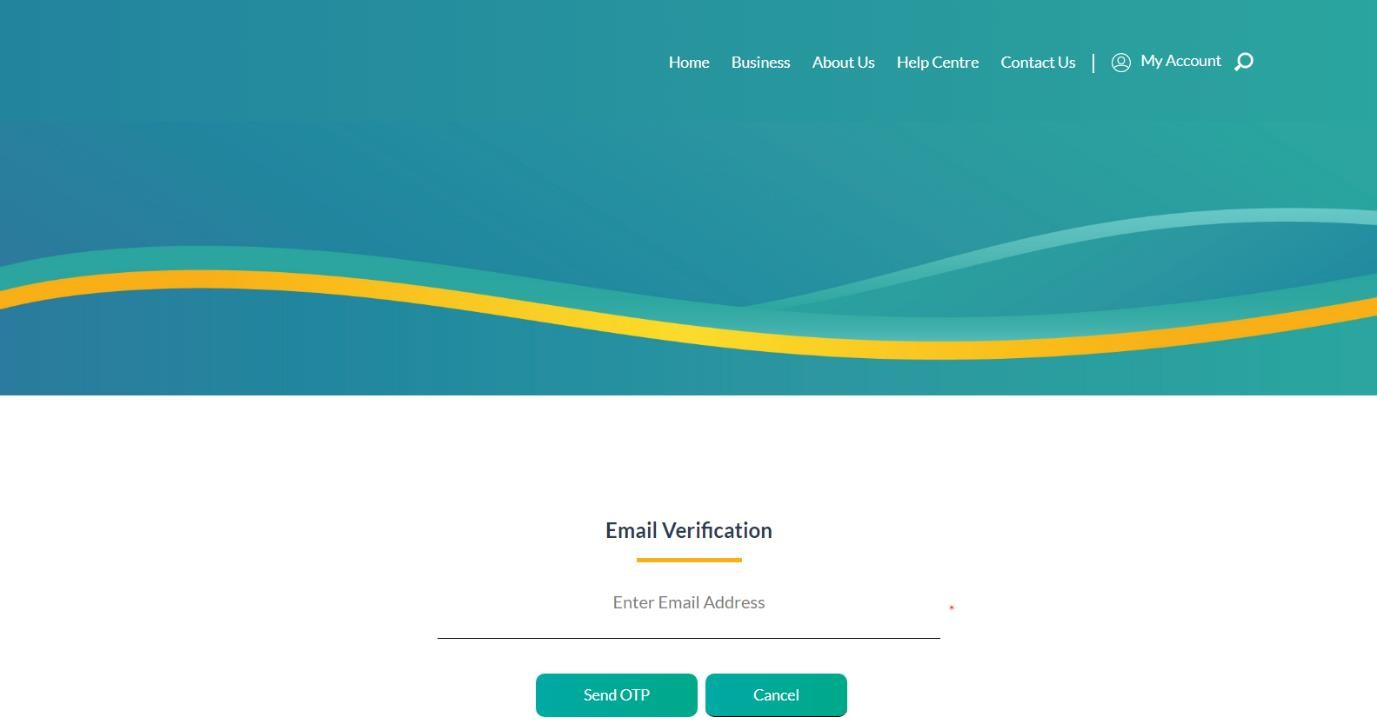 Home Business About Us Help Centre Contact Us | My Account
Email Verification
Enter Email Address *
Send OTP Cancel